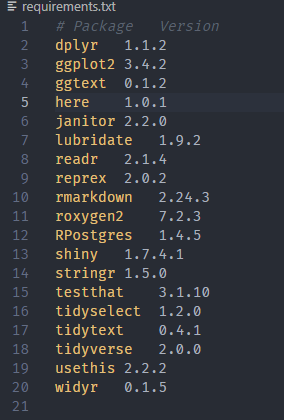 requirements.txt
1 # Package Version
2 dplyr 1.1.2
3 ggplot2 3.4.2
4 ggtext 0.1.2
5 here 1.0.1
6 janitor 2.2.0
7 lubridate 1.9.2
8 readr 2.1.4
9 reprex 2.0.2
10 rmarkdown 2.24.3
11 roxygen2 7.2.3
12 RPostgres 1.4.5
13 shiny 1.7.4.1
14 stringr 1.5.0
15 testthat 3.1.10
16 tidyselect 1.2.0
17 tidytext 0.4.1
18 tidyverse 2.0.0
19 usethis 2.2.2
20 widyr 0.1.5
21